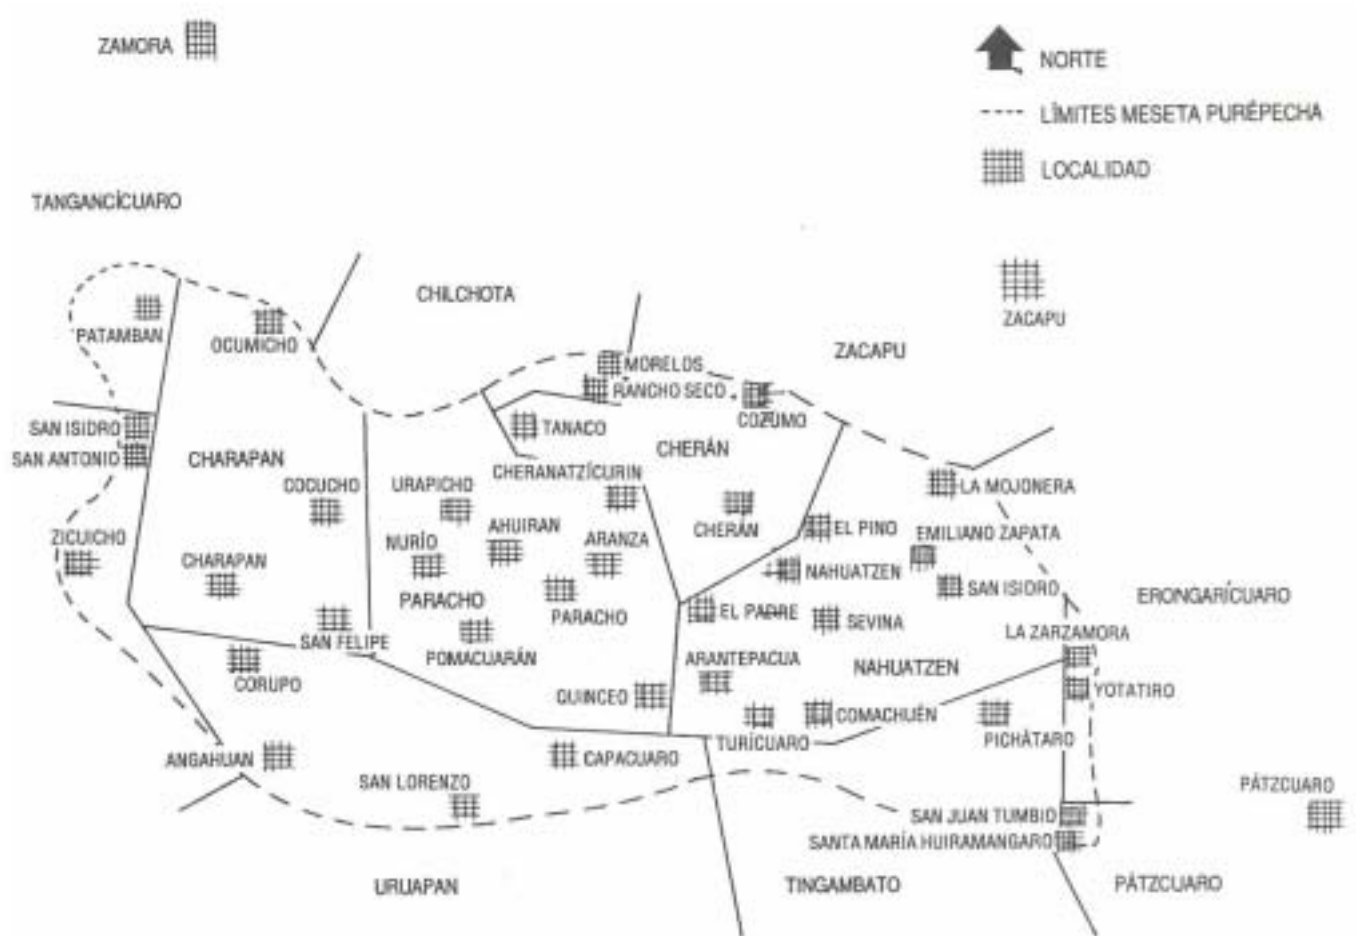 ZAMORA
NORTE
LÍMITES MESETA PURÉPECHA
LOCALIDAD
TANGANCÍCUARO
CHILCHOTA
ZACAPU
ZACAPU
PATAMBAN
OCUMICHO
MORELOS
RANCHO SECO
COZUMO
SAN ISIDRO
TANACO
SAN ANTONIO
CHARAPAN
CHERÁN
CHERANATZÍCURIN
COCUCHO
URAPICHO
LA MOJONERA
ZICUICHO
NURÍO
AHUIRAN
ARANZA
CHERÁN
EL PINO
EMILIANO ZAPATA
CHARAPAN
NAHUATZEN
SAN ISIDRO
ERONGARÍCUARO
PARACHO
PARACHO
EL PADRE
SEVINA
LA ZARZAMORA
SAN FELIPE
POMACUARÁN
ARANTEPACUA
NAHUATZEN
CORUPO
QUINCEO
YOTATIRO
COMACHUÉN
TURÍCUARO
PICHÁTARO
ANGAHUAN
CAPACUARO
SAN LORENZO
PÁTZCUARO
SAN JUAN TUMBIO
SANTA MARÍA HUIRAMANGARO
URUAPAN
TINGAMBATO
PÁTZCUARO